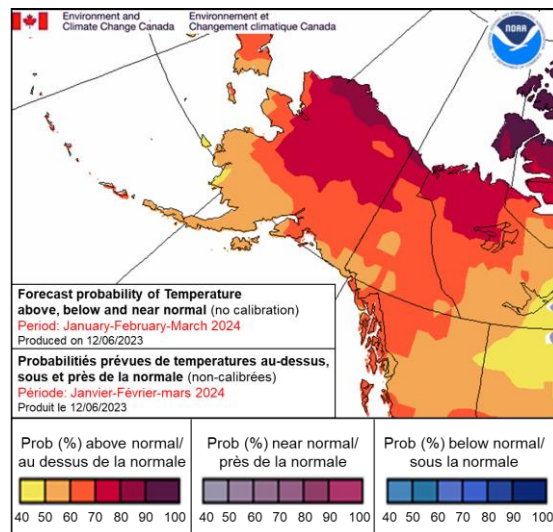 Environment and Climate Change Canada
Environnement et Changement climatique Canada
NOAA
Forecast probability of Temperature
above, below and near normal (no calibration)
Period: January-February-March 2024
Produced on 12/06/2023
Probabilitiés prévues de temperatures au-dessus,
sous et près de la normale (non-calibrées)
Période: Janvier-Février-mars 2024
Produit le 12/06/2023
Prob (%) above normal/
au dessus de la normale
40 50 60 70 80 90 100
Prob (%) near normal/
près de la normale
40 50 60 70 80 90 100
Prob (%) below normal/
sous la normale
40 50 60 70 80 90 100